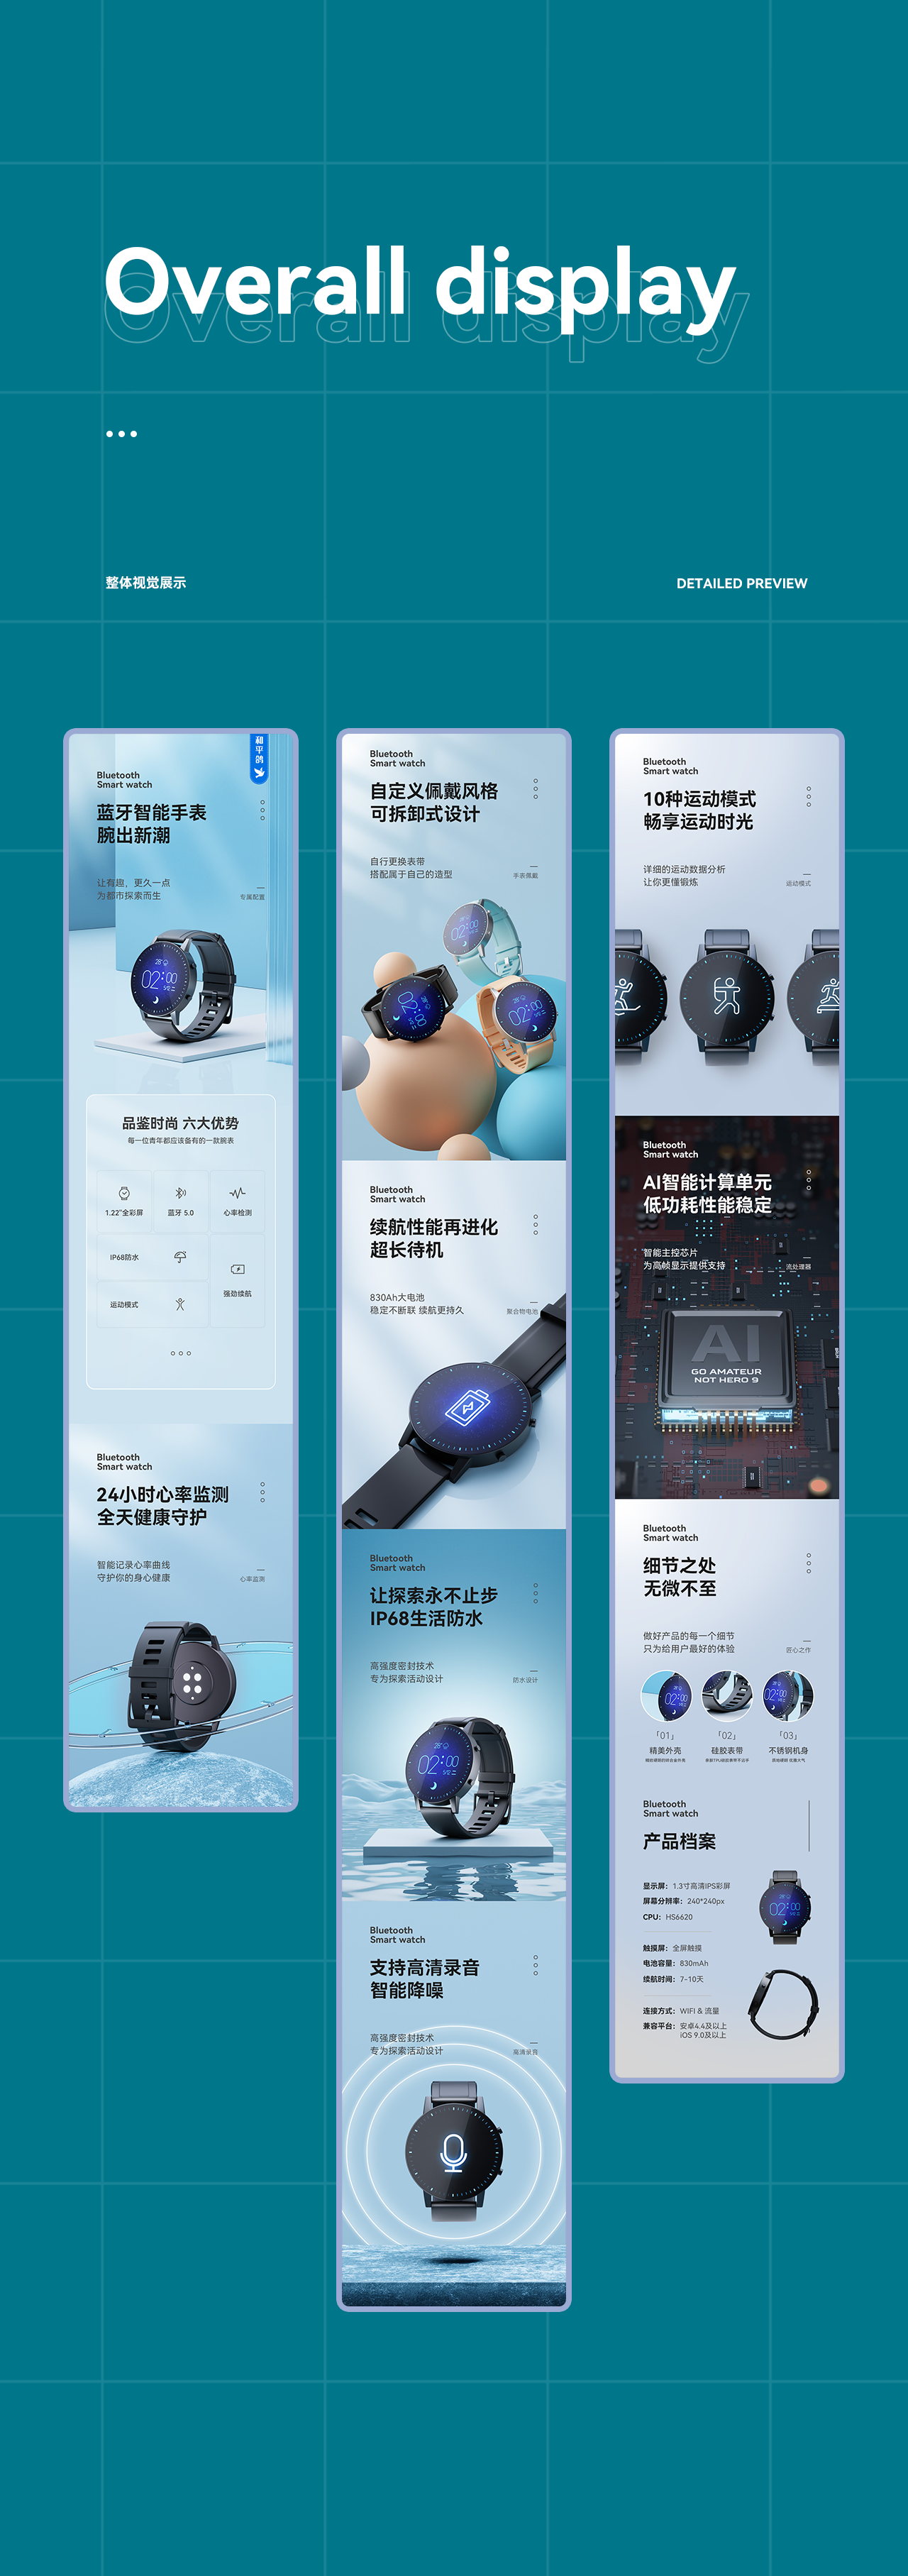 Overall display
Overall display
整体视觉展示
DETAILED PREVIEW
和平鸽
Bluetooth
Smart watch
蓝牙智能手表
腕出新潮
让有趣，更久一点
为都市探索而生
专属配置
28°
02:00
品鉴时尚 六大优势
每一位青年都应该备有的一款腕表
1.22"全彩屏
蓝牙 5.0
心率检测
IP68防水
强劲续航
运动模式
Bluetooth
Smart watch
24小时心率监测
全天健康守护
智能记录心率曲线
守护你的身心健康
心率监测
Bluetooth
Smart watch
自定义佩戴风格
可拆卸式设计
自行更换表带
搭配属于自己的造型
手表佩戴
28°
02:00
28°
02:00
28°
02:00
Bluetooth
Smart watch
续航性能再进化
超长待机
830Ah大电池
稳定不断联 续航更持久
聚合物电池
Bluetooth
Smart watch
让探索永不止步
IP68生活防水
高强度密封技术
专为探索活动设计
防水设计
28°
02:00
Bluetooth
Smart watch
支持高清录音
智能降噪
高强度密封技术
专为探索活动设计
高清录音
Bluetooth
Smart watch
10种运动模式
畅享运动时光
详细的运动数据分析
让你更懂锻炼
运动模式
Bluetooth
Smart watch
AI智能计算单元
低功耗性能稳定
智能主控芯片
为高帧显示提供支持
流处理器
AI
GO AMATEUR
NOT HERO 9
Bluetooth
Smart watch
细节之处
无微不至
做好产品的每一个细节
只为给用户最好的体验
匠心之作
02:00
02:00
「01」
「02」
「03」
精美外壳
硅胶表带
不锈钢机身
Bluetooth
Smart watch
产品档案
显示屏：1.3寸高清IPS彩屏
屏幕分辨率：240*240px
CPU：HS6620
触摸屏：全屏触摸
电池容量：830mAh
续航时间：7-10天
连接方式：WIFI & 流量
兼容平台：安卓4.4及以上
iOS 9.0及以上
02:00